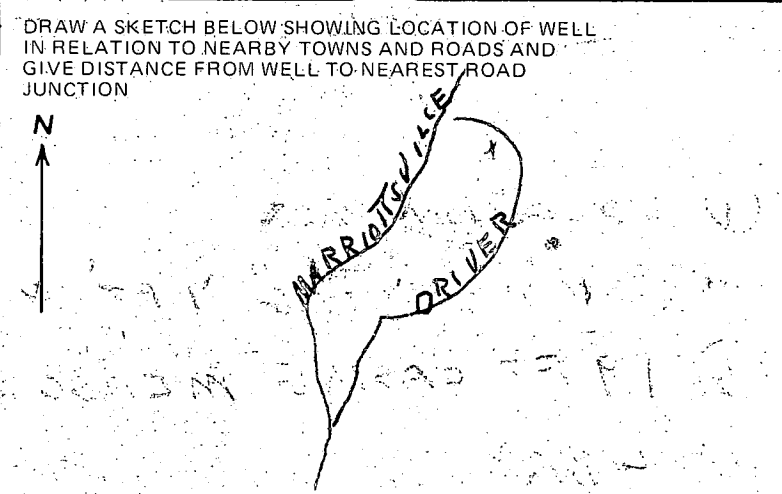 DRAW A SKETCH BELOW SHOWING LOCATION OF WELL
IN RELATION TO NEARBY TOWNS AND ROADS AND
GIVE DISTANCE FROM WELL TO NEAREST ROAD
JUNCTION
N
MARRIOTTSVILLE
DRIVER